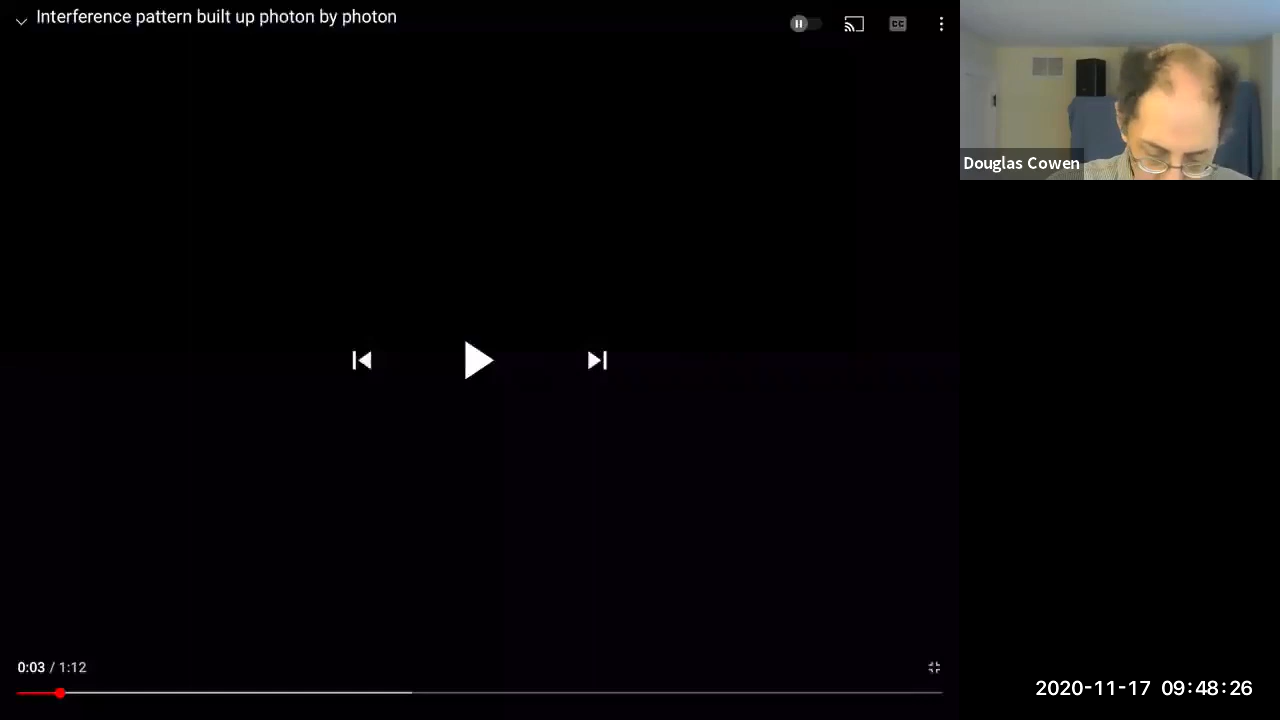 Interference pattern built up photon by photon
CC
Douglas Cowen
0:03 / 1:12
2020-11-17 09:48:26